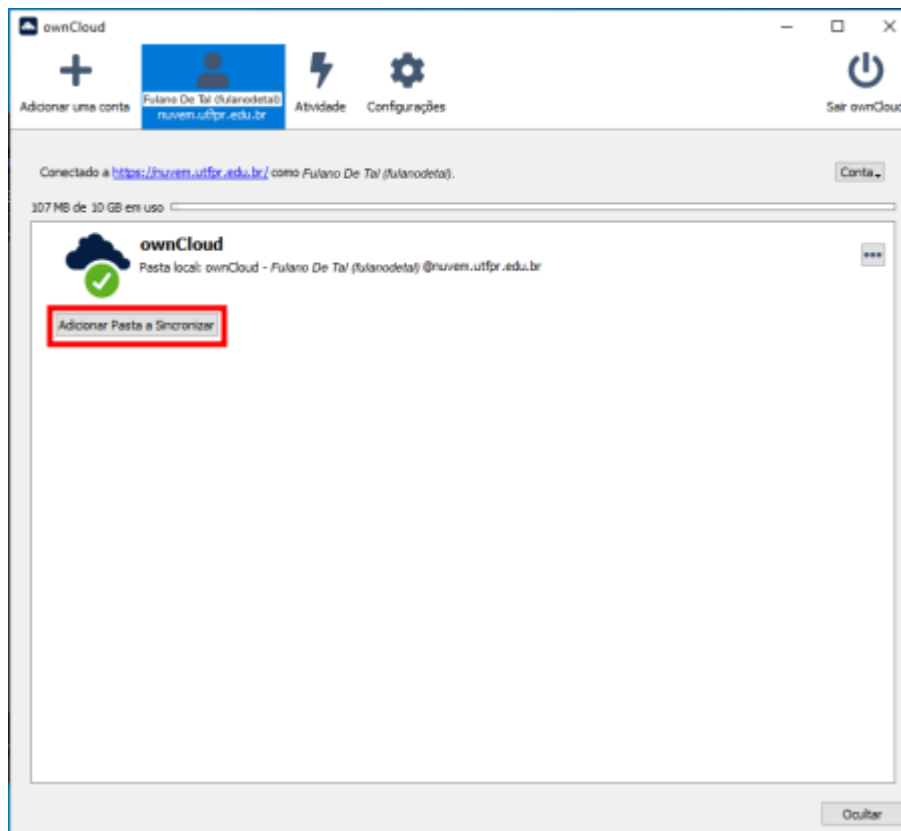 ownCloud
Adicionar uma conta
Fulano De Tal (fulanodetal)
nuvem.utfpr.edu.br
Atividade
Configurações
Sair ownCloud
Conectado a https://nuvem.utfpr.edu.br/ como Fulano De Tal (fulanodetal).
Conta
107 MB de 10 GB em uso
ownCloud
Pasta local: ownCloud - Fulano De Tal (fulanodetal) @nuvem.utfpr.edu.br
Adicionar Pasta a Sincronizar
Ocultar